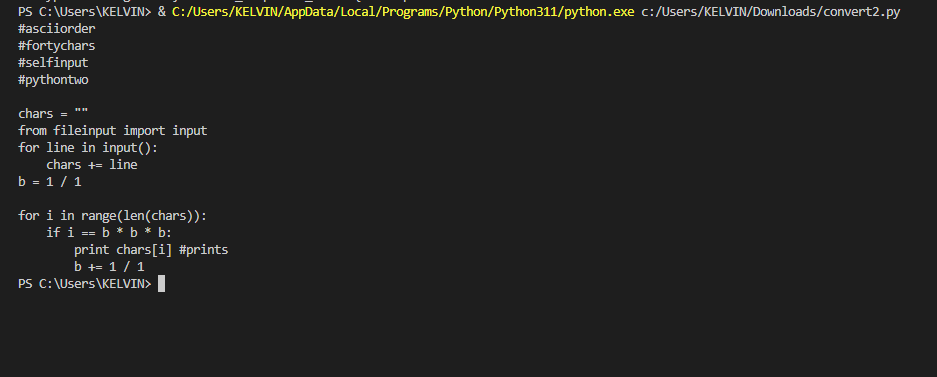 PS C:\Users\KELVIN> & C:/Users/KELVIN/AppData/Local/Programs/Python/Python311/python.exe c:/Users/KELVIN/Downloads/convert2.py
#asciiorder
#fortychars
#selfinput
#pythontwo
chars = ""
from fileinput import input
for line in input():
    chars += line
b = 1 / 1
for i in range(len(chars)):
    if i == b * b * b:
        print chars[i] #prints
        b += 1 / 1
PS C:\Users\KELVIN>